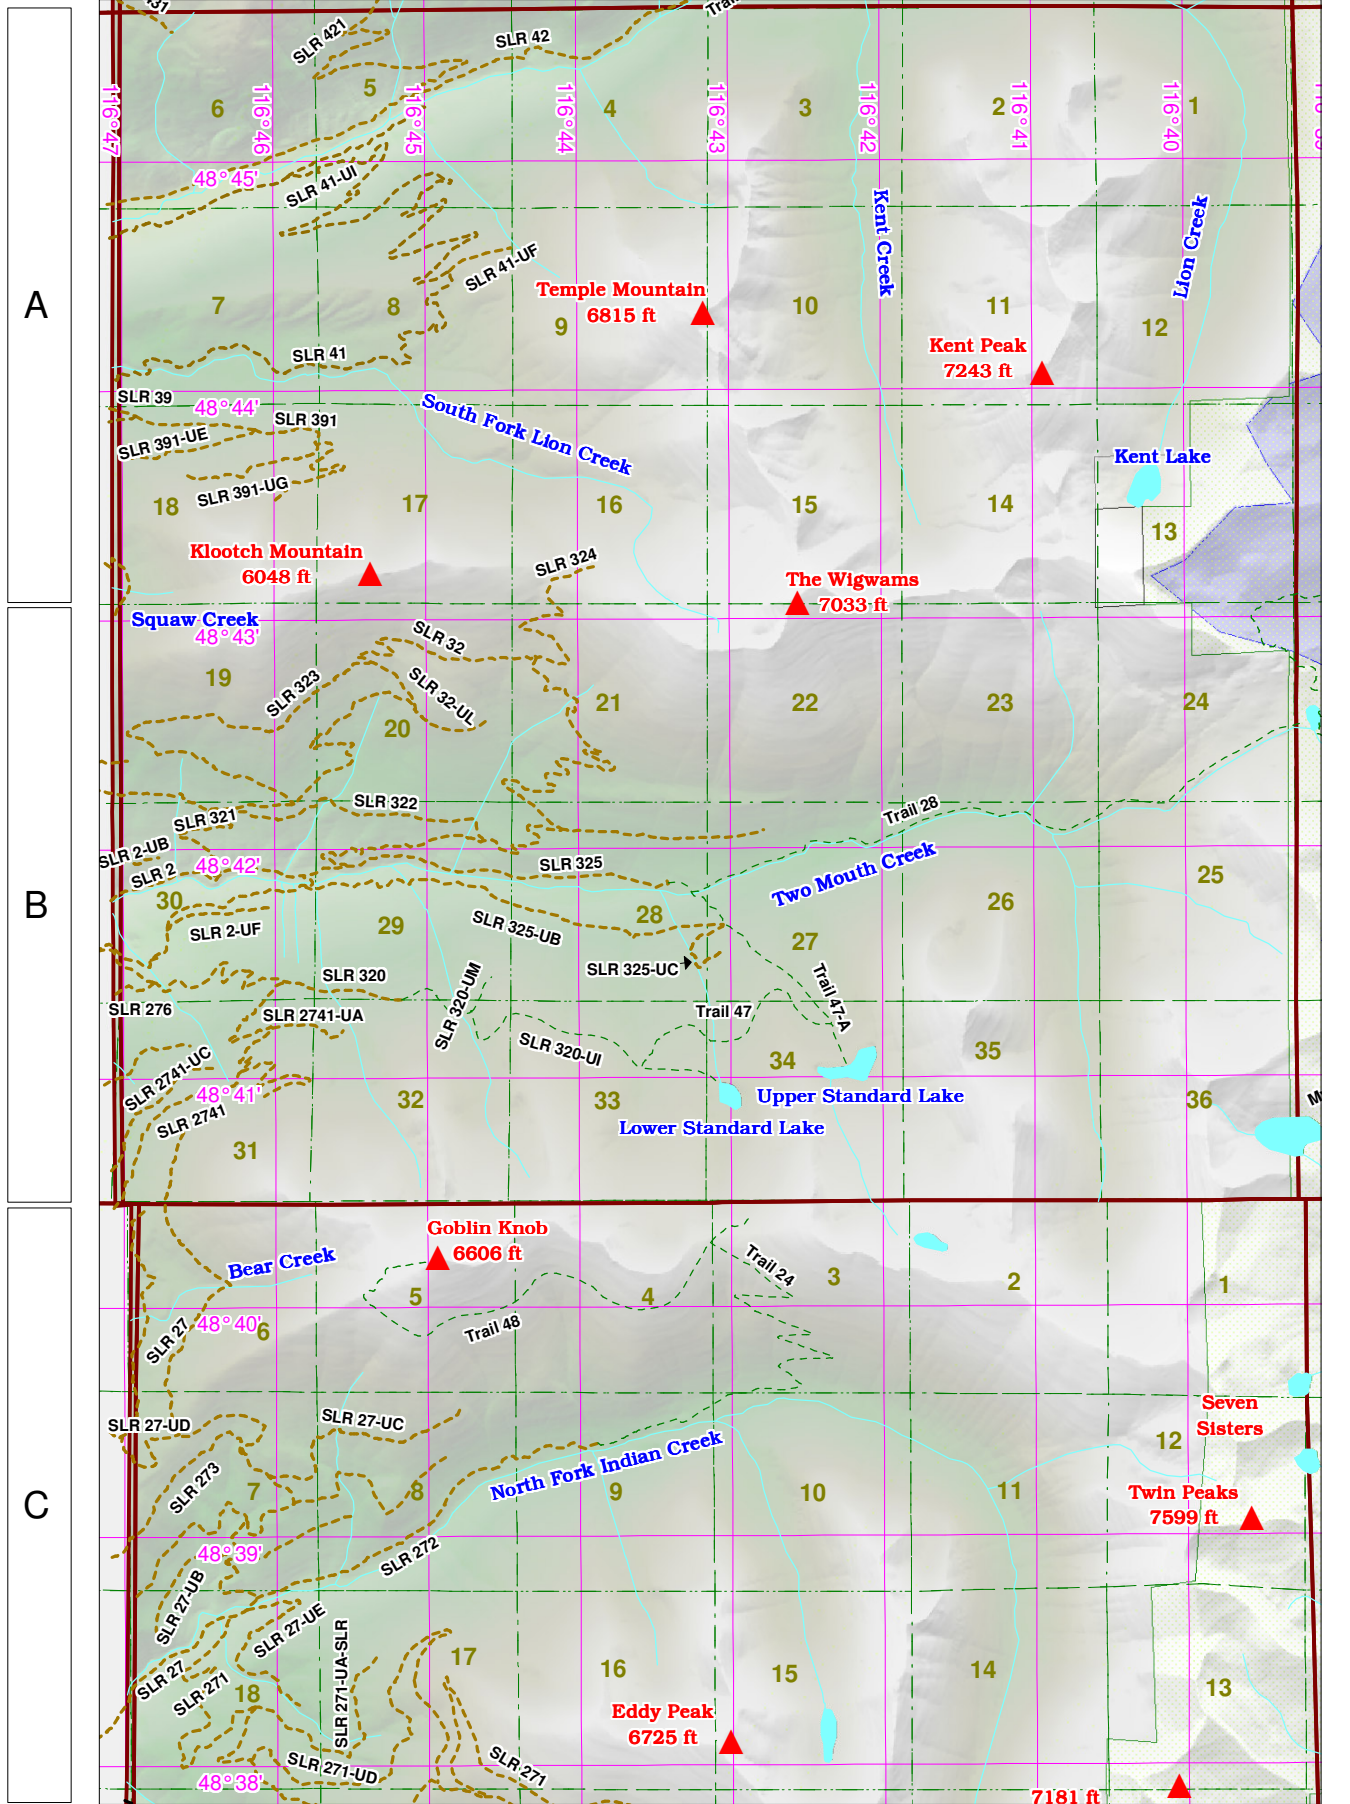 SLR 421
SLR 42
Trai
6
5
4
3
2
1
116°47'
116°46'
116°45'
116°44'
116°43'
116°42'
116°41'
116°40'
48°45'
SLR 41-UI
Kent Creek
Lion Creek
SLR 41-UF
A
Temple Mountain
6815 ft
7
8
9
10
11
12
Kent Peak
7243 ft
SLR 41
SLR 39
48°44'
SLR 391
SLR 391-UE
South Fork Lion Creek
Kent Lake
SLR 391-UG
18
17
16
15
14
13
Klootch Mountain
6048 ft
SLR 324
The Wigwams
7033 ft
Squaw Creek
48°43'
SLR 32
19
SLR 323
SLR 32-UL
20
21
22
23
24
SLR 322
SLR 321
Trail 28
SLR 2-UB
SLR 2
48°42'
SLR 325
Two Mouth Creek
25
B
30
SLR 2-UF
29
SLR 325-UB
28
27
26
SLR 325-UC
SLR 320
SLR 320-UM
Trail 47-A
SLR 276
SLR 2741-UA
Trail 47
SLR 320-UI
34
35
SLR 2741-UC
48°41'
SLR 2741
32
33
Upper Standard Lake
36
M
Lower Standard Lake
31
Goblin Knob
6606 ft
Bear Creek
Trail 24
5
4
3
2
1
48°40'
6
SLR 27
Trail 48
Seven
Sisters
SLR 27-UD
SLR 27-UC
12
North Fork Indian Creek
SLR 273
7
8
9
10
11
Twin Peaks
7599 ft
C
48°39'
SLR 272
SLR 27-UB
SLR 27-UE
SLR 271-UA-SLR
17
16
15
14
13
SLR 27
SLR 271
18
Eddy Peak
6725 ft
SLR 271-UD
SLR 271
48°38'
7181 ft